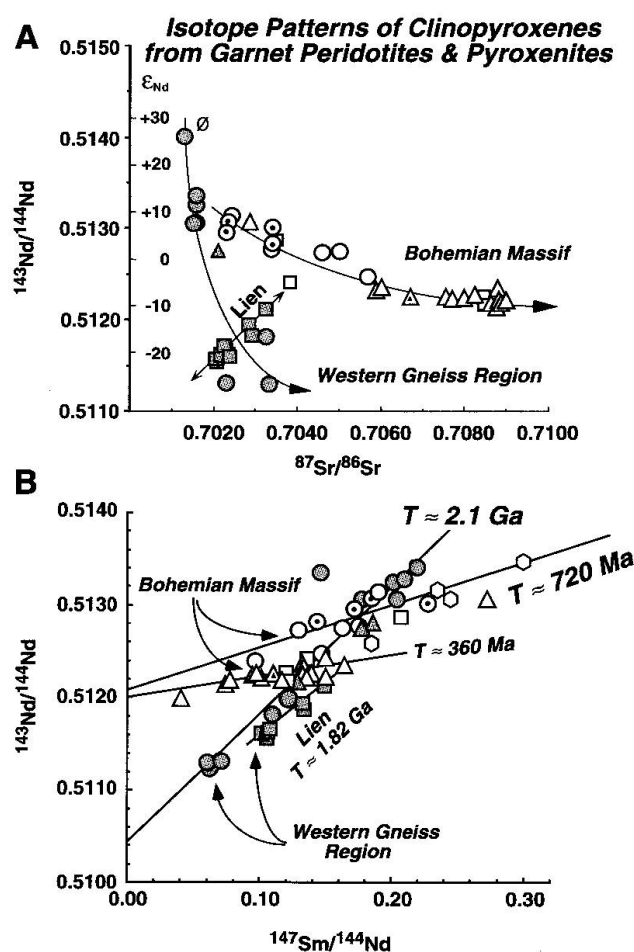 A
Isotope Patterns of Clinopyroxenes
from Garnet Peridotites & Pyroxenites
0.5150
0.5140
0.5130
0.5120
0.5110
¹⁴³Nd/¹⁴⁴Nd
εNd
+30
+20
+10
0
-10
-20
Ø
Bohemian Massif
Lien
Western Gneiss Region
0.702 0.704 0.706 0.708 0.7100
⁸⁷Sr/⁸⁶Sr
B
0.5140
0.5130
0.5120
0.5110
0.5100
¹⁴³Nd/¹⁴⁴Nd
T ≈ 2.1 Ga
Bohemian Massif
T ≈ 720 Ma
T ≈ 360 Ma
Lien
T ≈ 1.82 Ga
Western Gneiss
Region
0.00 0.10 0.20 0.30
¹⁴⁷Sm/¹⁴⁴Nd